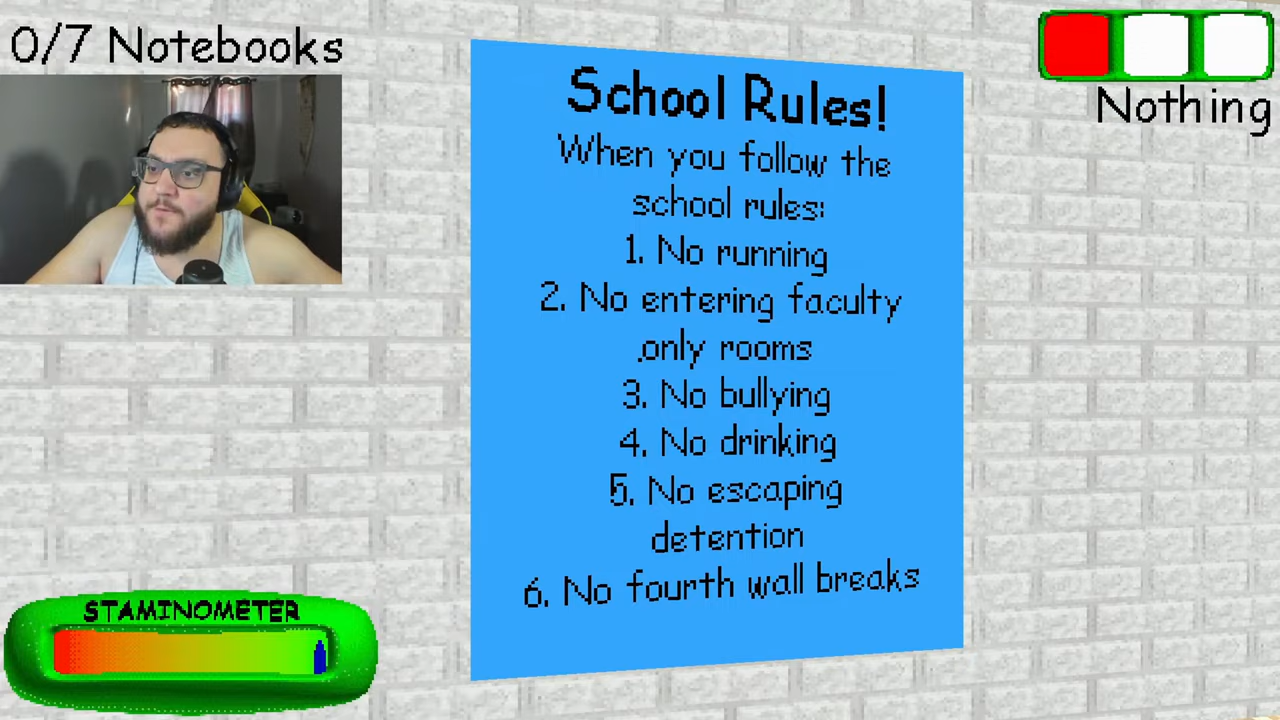 0/7 Notebooks
Nothing
School Rules!
When you follow the
school rules:
1. No running
2. No entering faculty
only rooms
3. No bullying
4. No drinking
5. No escaping
detention
6. No fourth wall breaks
STAMINOMETER